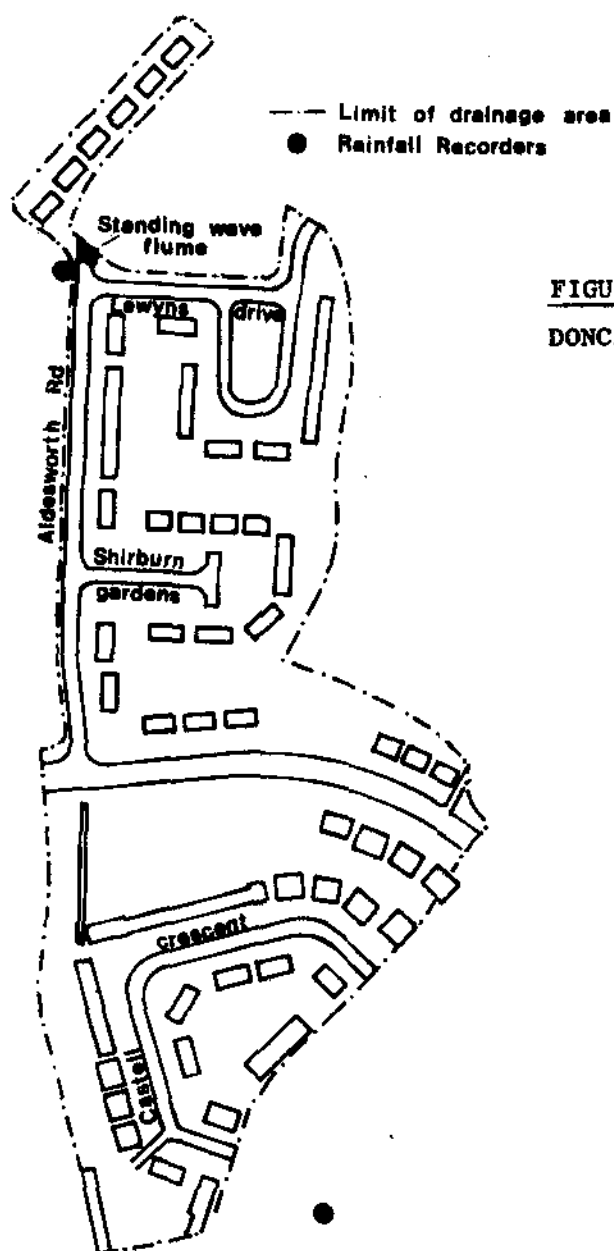 Limit of drainage area
Rainfall Recorders
Standing wave
flume
FIGU
DONC
Lewyns drive
Aldesworth Rd
Shirburn
gardens
crescent
Castell